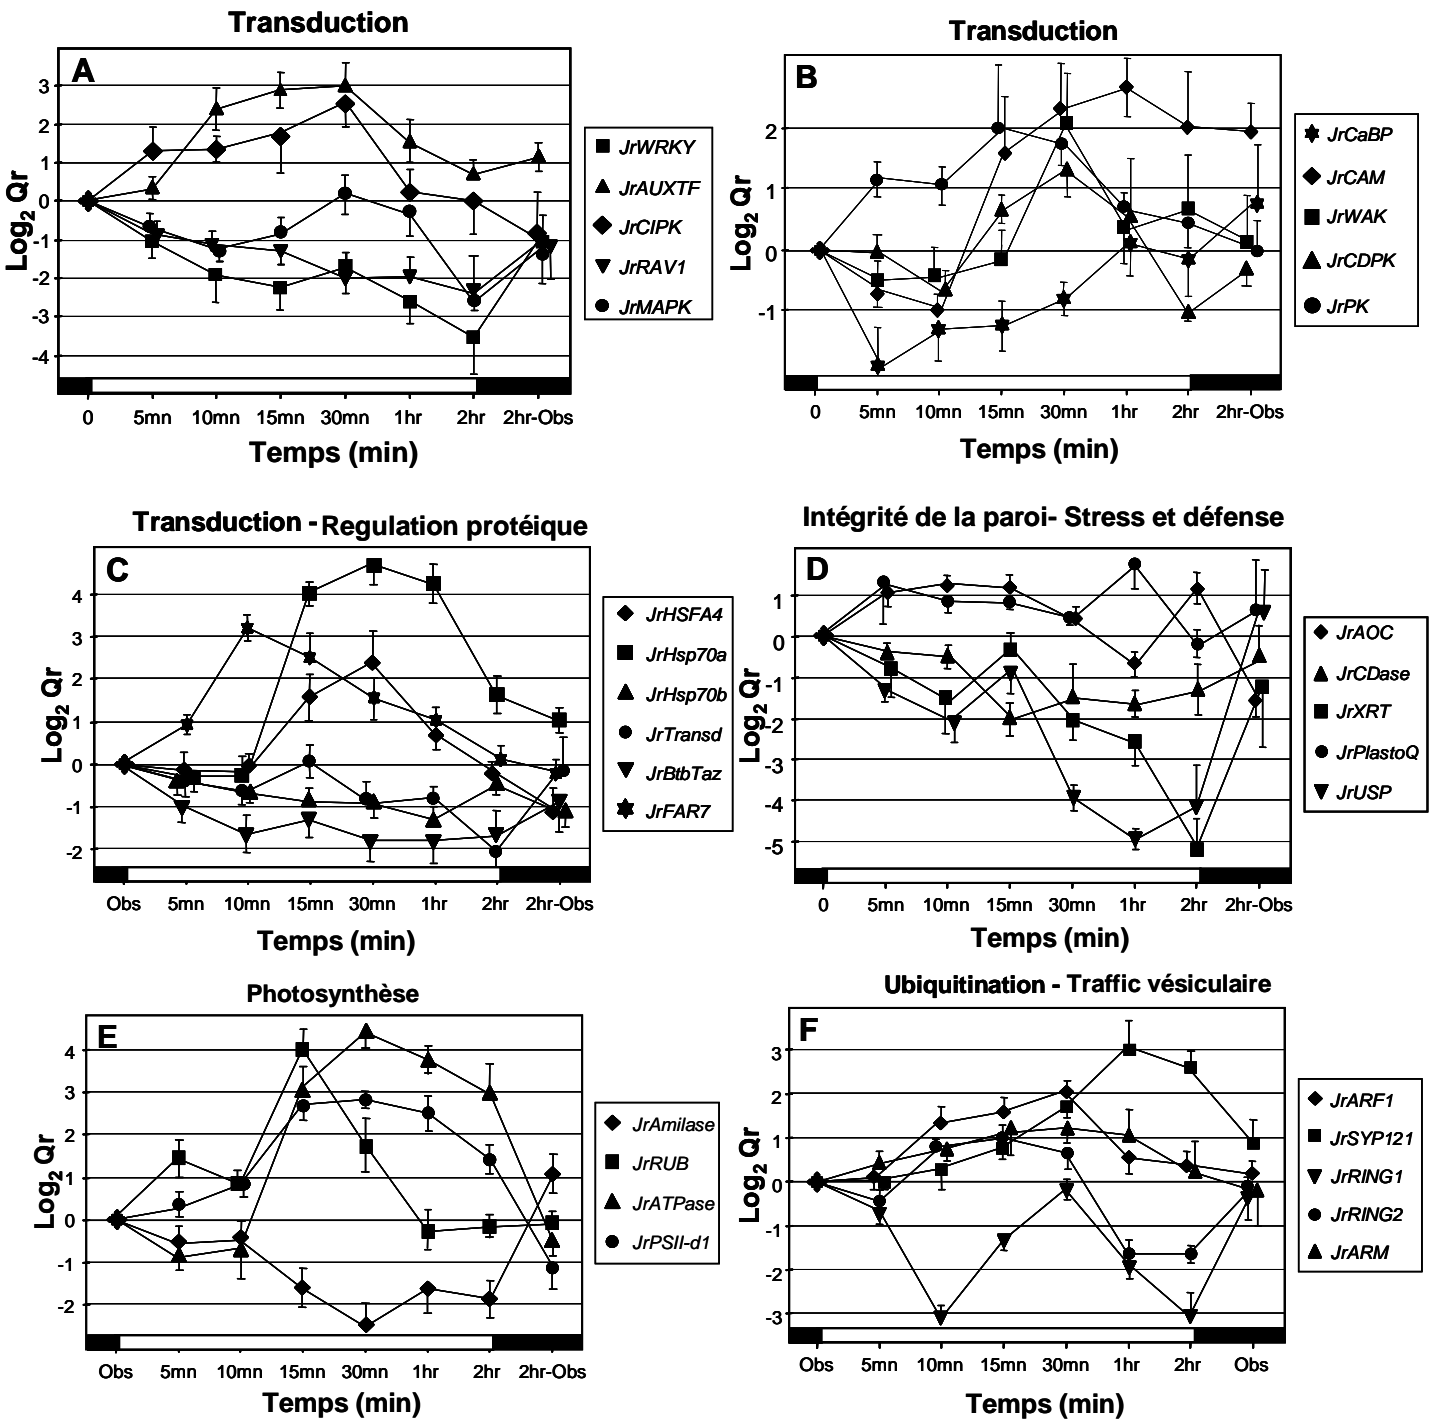 Transduction
A
3
2
1
0
-1
-2
-3
-4
Log2 Qr
0 5mn 10mn 15mn 30mn 1hr 2hr 2hr-Obs
Temps (min)
JrWRKY
JrAUXTF
JrCIPK
JrRAV1
JrMAPK
Transduction
B
2
1
0
-1
Log2 Qr
0 5mn 10mn 15mn 30mn 1hr 2hr 2hr-Obs
Temps (min)
JrCaBP
JrCAM
JrWAK
JrCDPK
JrPK
Transduction - Regulation protéique
C
4
3
2
1
0
-1
-2
Log2 Qr
Obs 5mn 10mn 15mn 30mn 1hr 2hr 2hr-Obs
Temps (min)
JrHSFA4
JrHsp70a
JrHsp70b
JrTransd
JrBtbTaz
JrFAR7
Intégrité de la paroi- Stress et défense
D
1
0
-1
-2
-3
-4
-5
Log2 Qr
0 5mn 10mn 15mn 30mn 1hr 2hr 2hr-Obs
Temps (min)
JrAOC
JrCDase
JrXRT
JrPlastoQ
JrUSP
Photosynthèse
E
4
3
2
1
0
-1
-2
Log2 Qr
Obs 5mn 10mn 15mn 30mn 1hr 2hr 2hr-Obs
Temps (min)
JrAmilase
JrRUB
JrATPase
JrPSII-d1
Ubiquitination - Traffic vésiculaire
F
3
2
1
0
-1
-2
-3
Log2 Qr
Obs 5mn 10mn 15mn 30mn 1hr 2hr Obs
Temps (min)
JrARF1
JrSYP121
JrRING1
JrRING2
JrARM